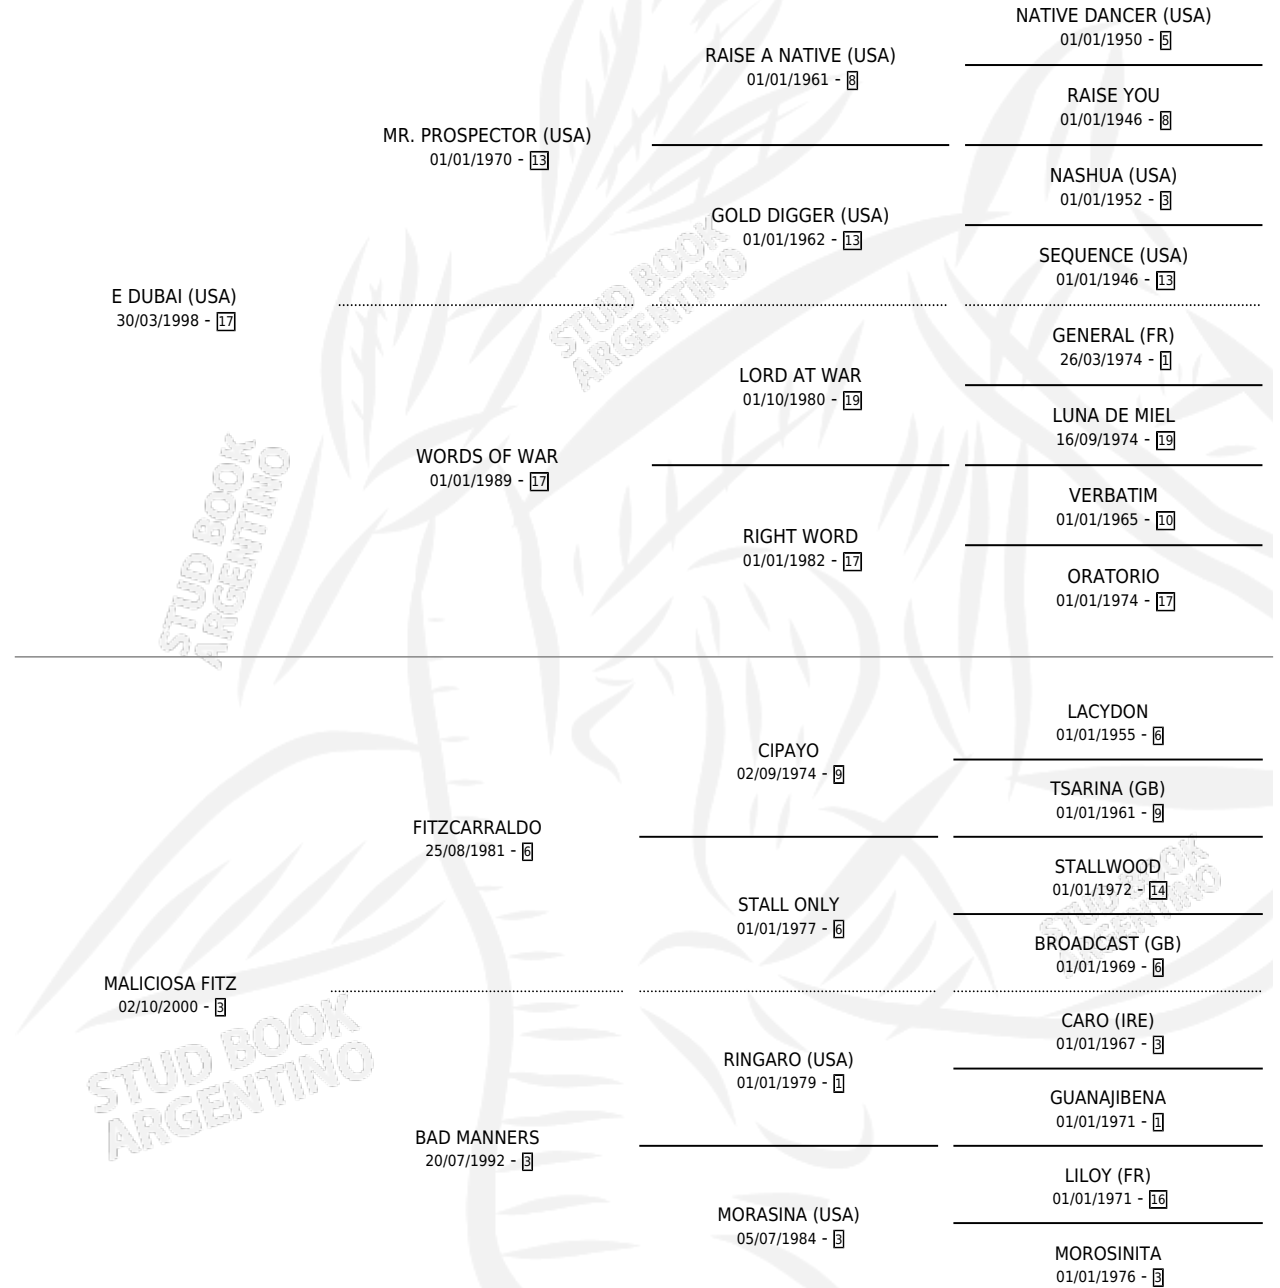 NATIVE DANCER (USA)
01/01/1950 - 5
RAISE A NATIVE (USA)
01/01/1961 - 8
RAISE YOU
01/01/1946 - 8
MR. PROSPECTOR (USA)
01/01/1970 - 13
NASHUA (USA)
01/01/1952 - 3
GOLD DIGGER (USA)
01/01/1962 - 13
SEQUENCE (USA)
01/01/1946 - 13
E DUBAI (USA)
30/03/1998 - 17
STUD BOOK
ARGENTINO
GENERAL (FR)
26/03/1974 - 1
LORD AT WAR
01/10/1980 - 19
LUNA DE MIEL
16/09/1974 - 19
WORDS OF WAR
01/01/1989 - 17
VERBATIM
01/01/1965 - 10
RIGHT WORD
01/01/1982 - 17
ORATORIO
01/01/1974 - 17
STUD BOOK
ARGENTINO
LACYDON
01/01/1955 - 6
CIPAYO
02/09/1974 - 9
TSARINA (GB)
01/01/1961 - 9
FITZCARRALDO
25/08/1981 - 6
STALLWOOD
01/01/1972 - 14
STALL ONLY
01/01/1977 - 6
BROADCAST (GB)
01/01/1969 - 6
STUD BOOK
ARGENTINO
MALICIOSA FITZ
02/10/2000 - 3
CARO (IRE)
01/01/1967 - 3
RINGARO (USA)
01/01/1979 - 1
GUANAJIBENA
01/01/1971 - 1
STUD BOOK
ARGENTINO
BAD MANNERS
20/07/1992 - 3
LILOY (FR)
01/01/1971 - 16
MORASINA (USA)
05/07/1984 - 3
MOROSINITA
01/01/1976 - 3